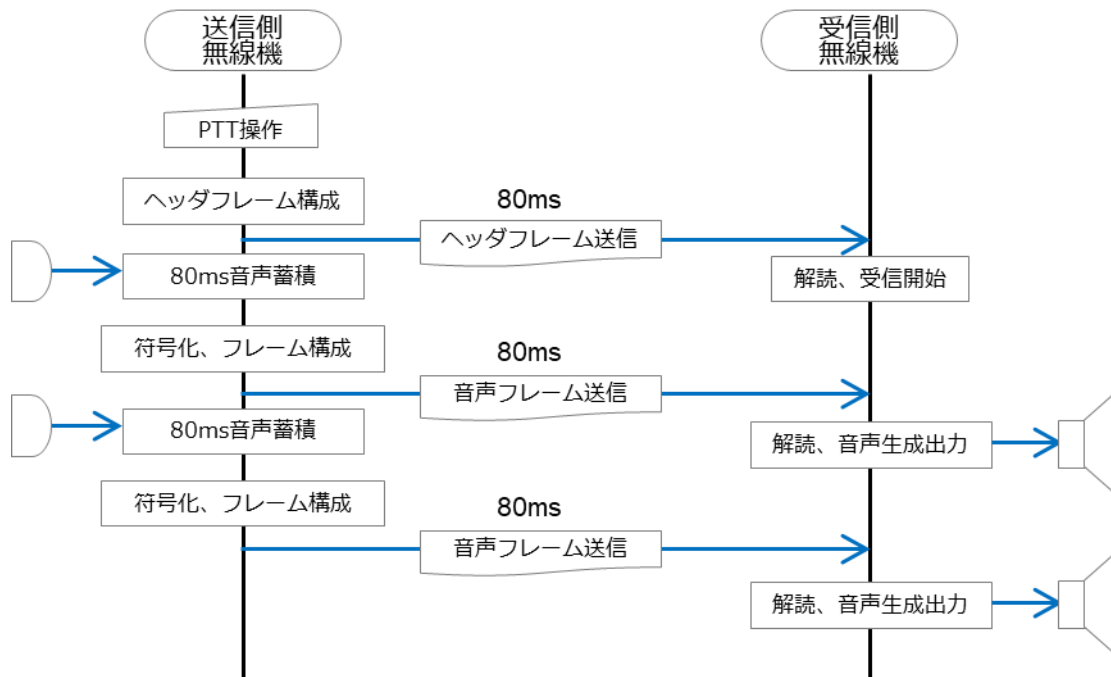 送信側
無線機
受信側
無線機
PTT操作
ヘッダフレーム構成
80ms
ヘッダフレーム送信
80ms音声蓄積
解読、受信開始
符号化、フレーム構成
80ms
音声フレーム送信
80ms音声蓄積
解読、音声生成出力
符号化、フレーム構成
80ms
音声フレーム送信
解読、音声生成出力